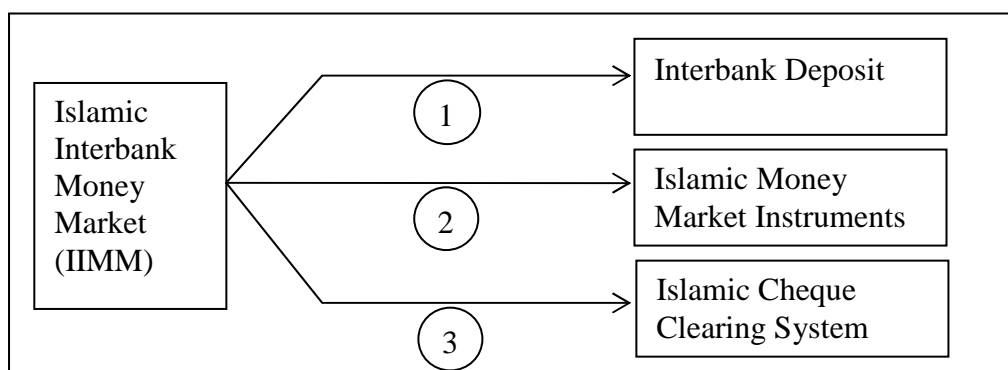 Islamic
Interbank
Money
Market
(IIMM)
1
Interbank Deposit
2
Islamic Money
Market Instruments
3
Islamic Cheque
Clearing System